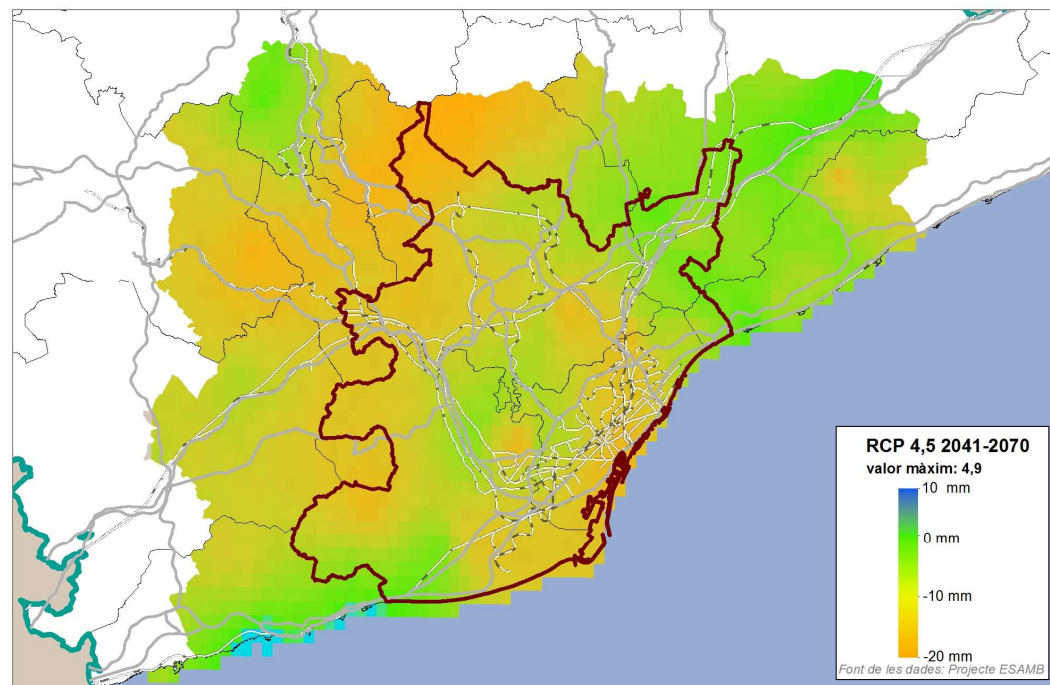 RCP 4,5 2041-2070
valor màxim: 4,9
10 mm
0 mm
-10 mm
-20 mm
Font de les dades: Projecte ESAMB